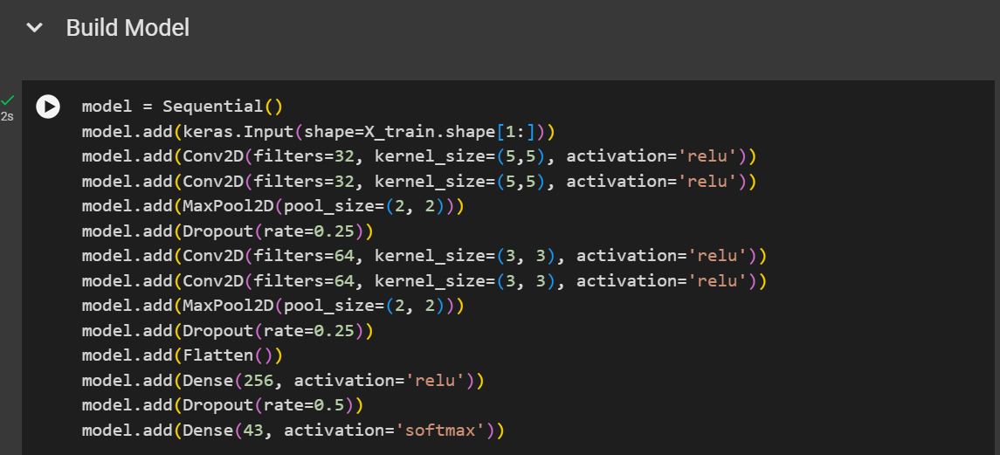 Build Model
model = Sequential()
2s
model.add(keras.Input(shape=X_train.shape[1:]))
model.add(Conv2D(filters=32, kernel_size=(5,5), activation='relu'))
model.add(Conv2D(filters=32, kernel_size=(5,5), activation='relu'))
model.add(MaxPool2D(pool_size=(2, 2)))
model.add(Dropout(rate=0.25))
model.add(Conv2D(filters=64, kernel_size=(3, 3), activation='relu'))
model.add(Conv2D(filters=64, kernel_size=(3, 3), activation='relu'))
model.add(MaxPool2D(pool_size=(2, 2)))
model.add(Dropout(rate=0.25))
model.add(Flatten())
model.add(Dense(256, activation='relu'))
model.add(Dropout(rate=0.5))
model.add(Dense(43, activation='softmax'))